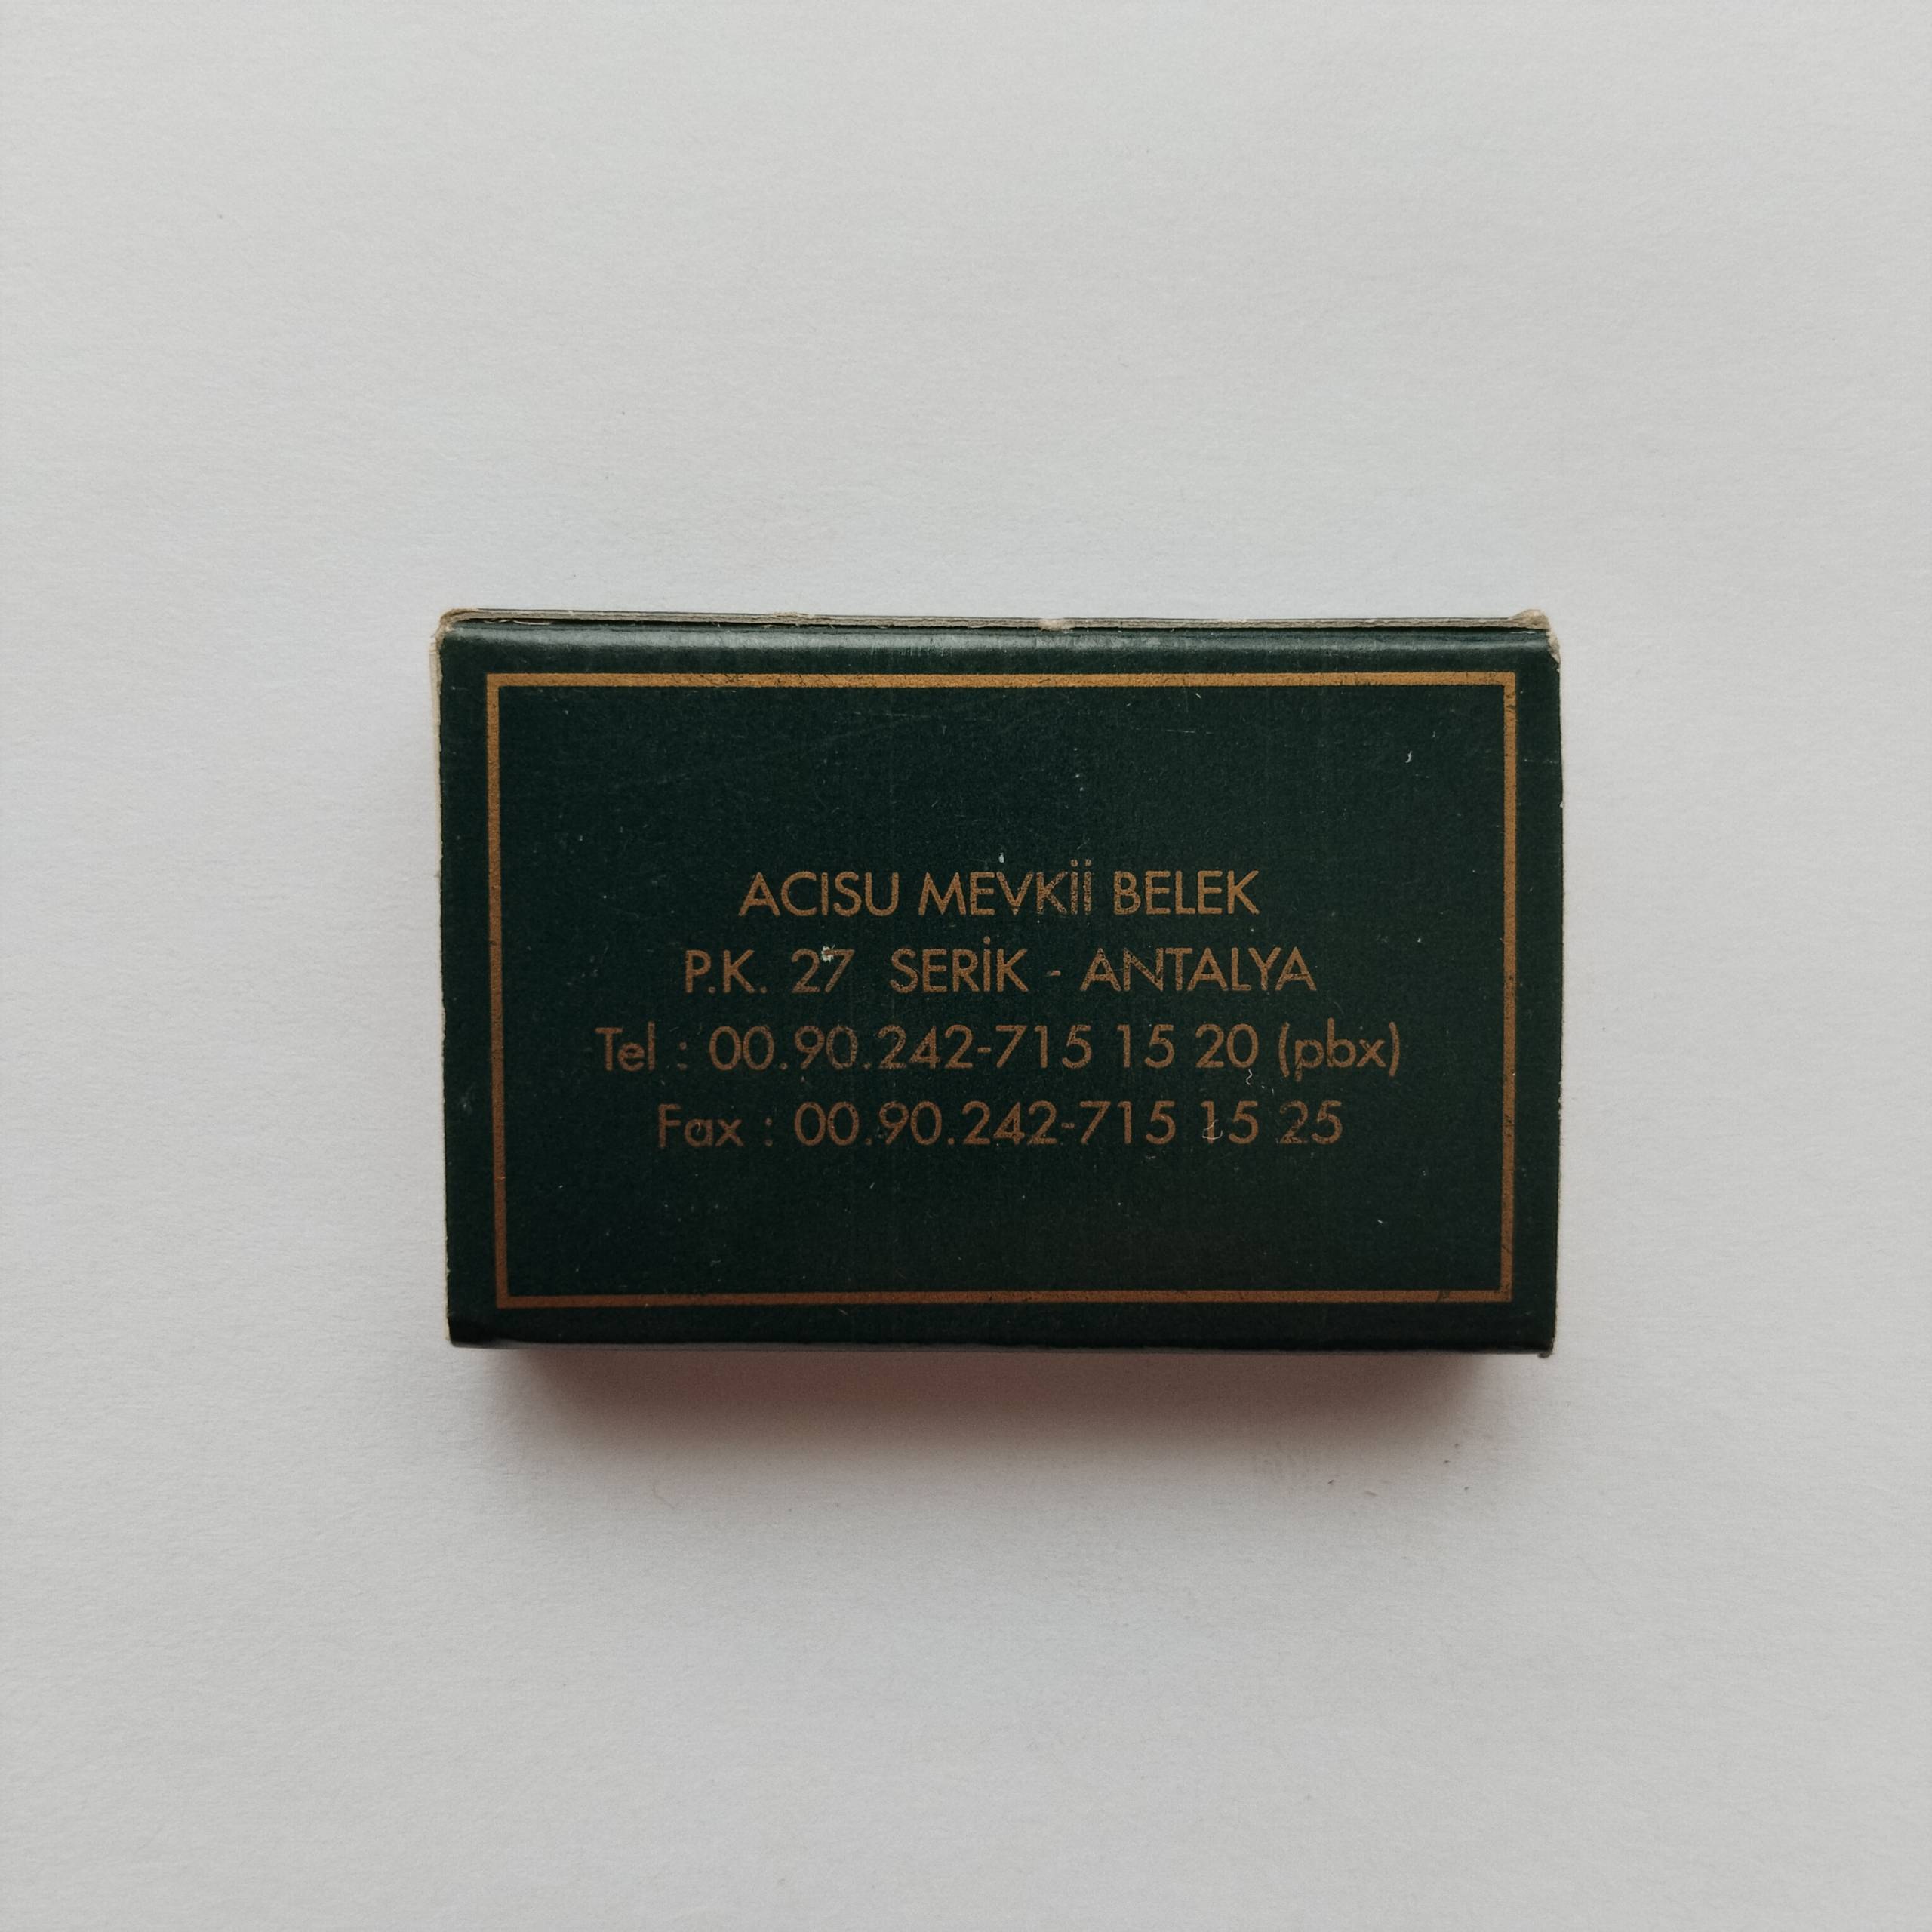 ACISU MEVKİİ BELEK
P.K. 27 SERİK - ANTALYA
Tel : 00.90.242-715 15 20 (pbx)
Fax : 00.90.242-715 15 25